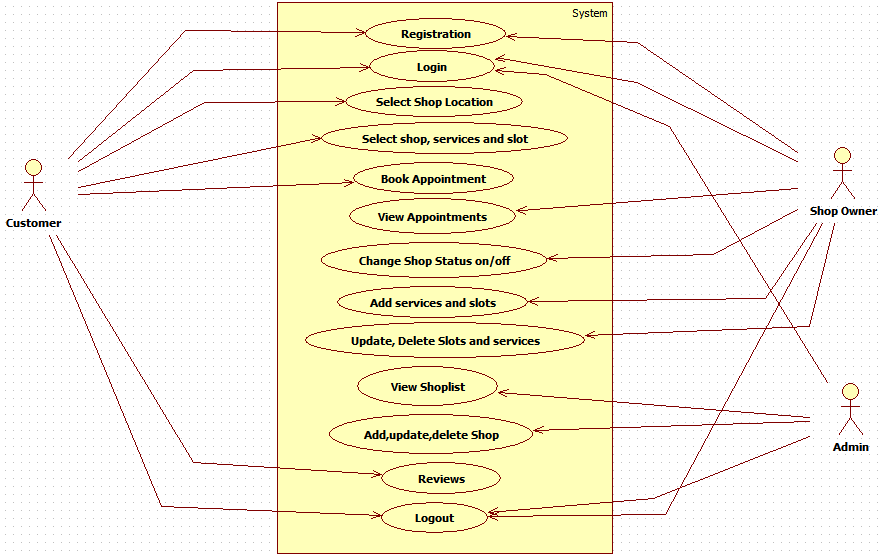 System
Registration
Login
Select Shop Location
Select shop, services and slot
Book Appointment
View Appointments
Change Shop Status on/off
Add services and slots
Update, Delete Slots and services
View Shoplist
Add,update,delete Shop
Reviews
Logout
Customer
Shop Owner
Admin